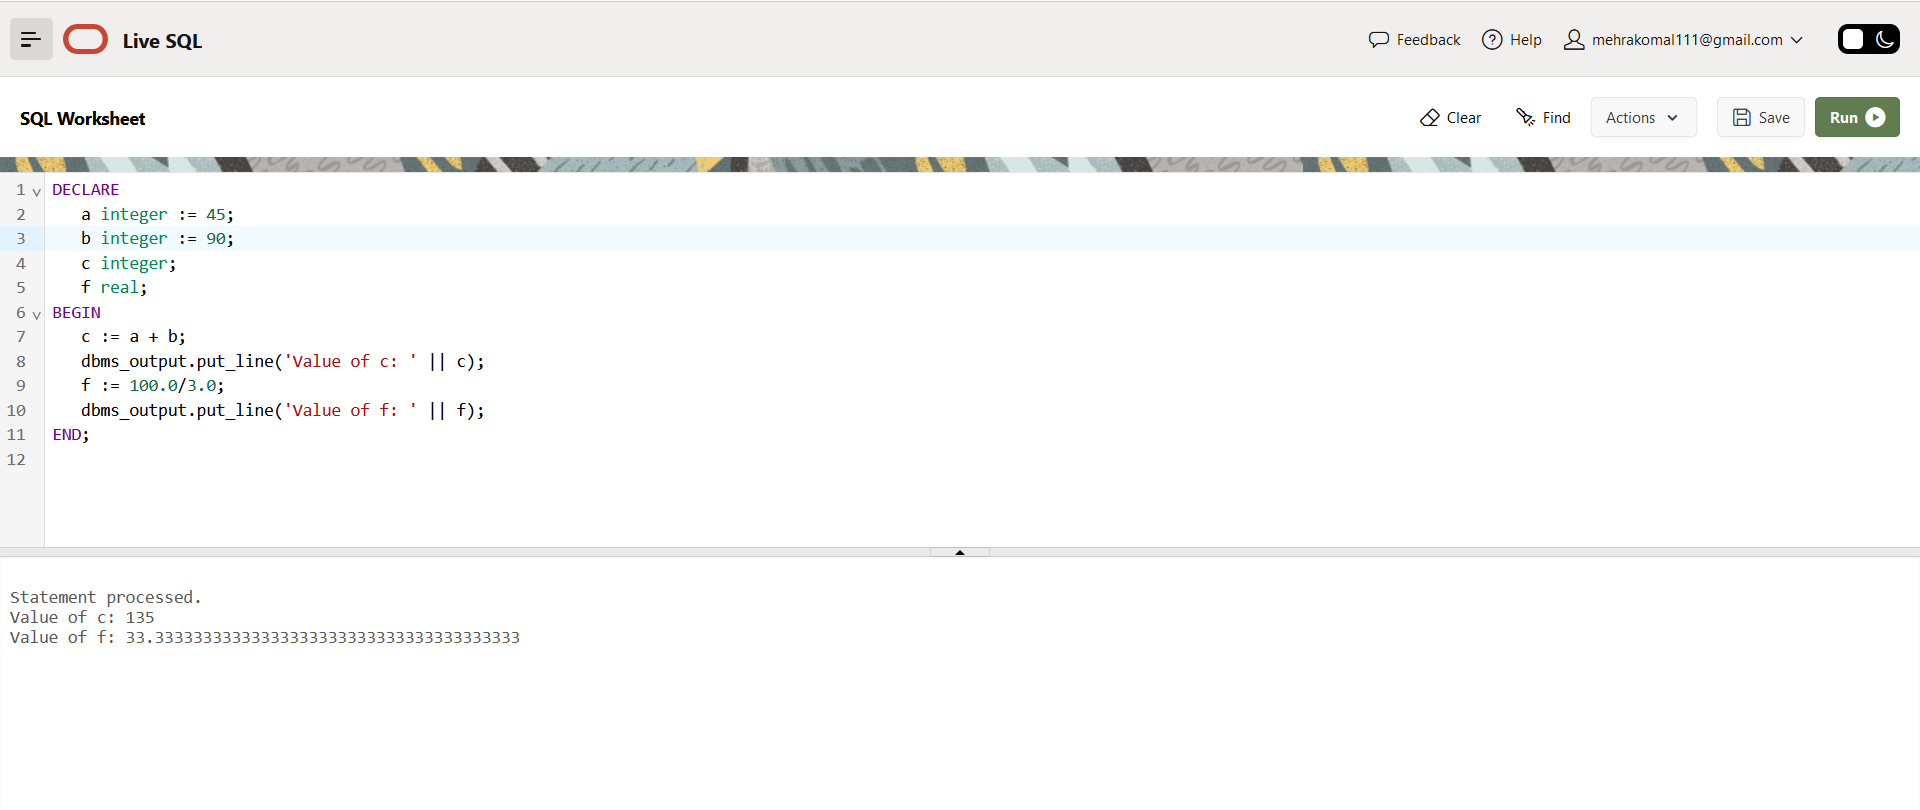 Live SQL
Feedback
Help
mehrakomal111@gmail.com
SQL Worksheet
Clear
Find
Actions
Save
Run
1 DECLARE
2 a integer := 45;
3 b integer := 90;
4 c integer;
5 f real;
6 BEGIN
7 c := a + b;
8 dbms_output.put_line('Value of c: ' || c);
9 f := 100.0/3.0;
10 dbms_output.put_line('Value of f: ' || f);
11 END;
12
Statement processed.
Value of c: 135
Value of f: 33.33333333333333333333333333333333333333